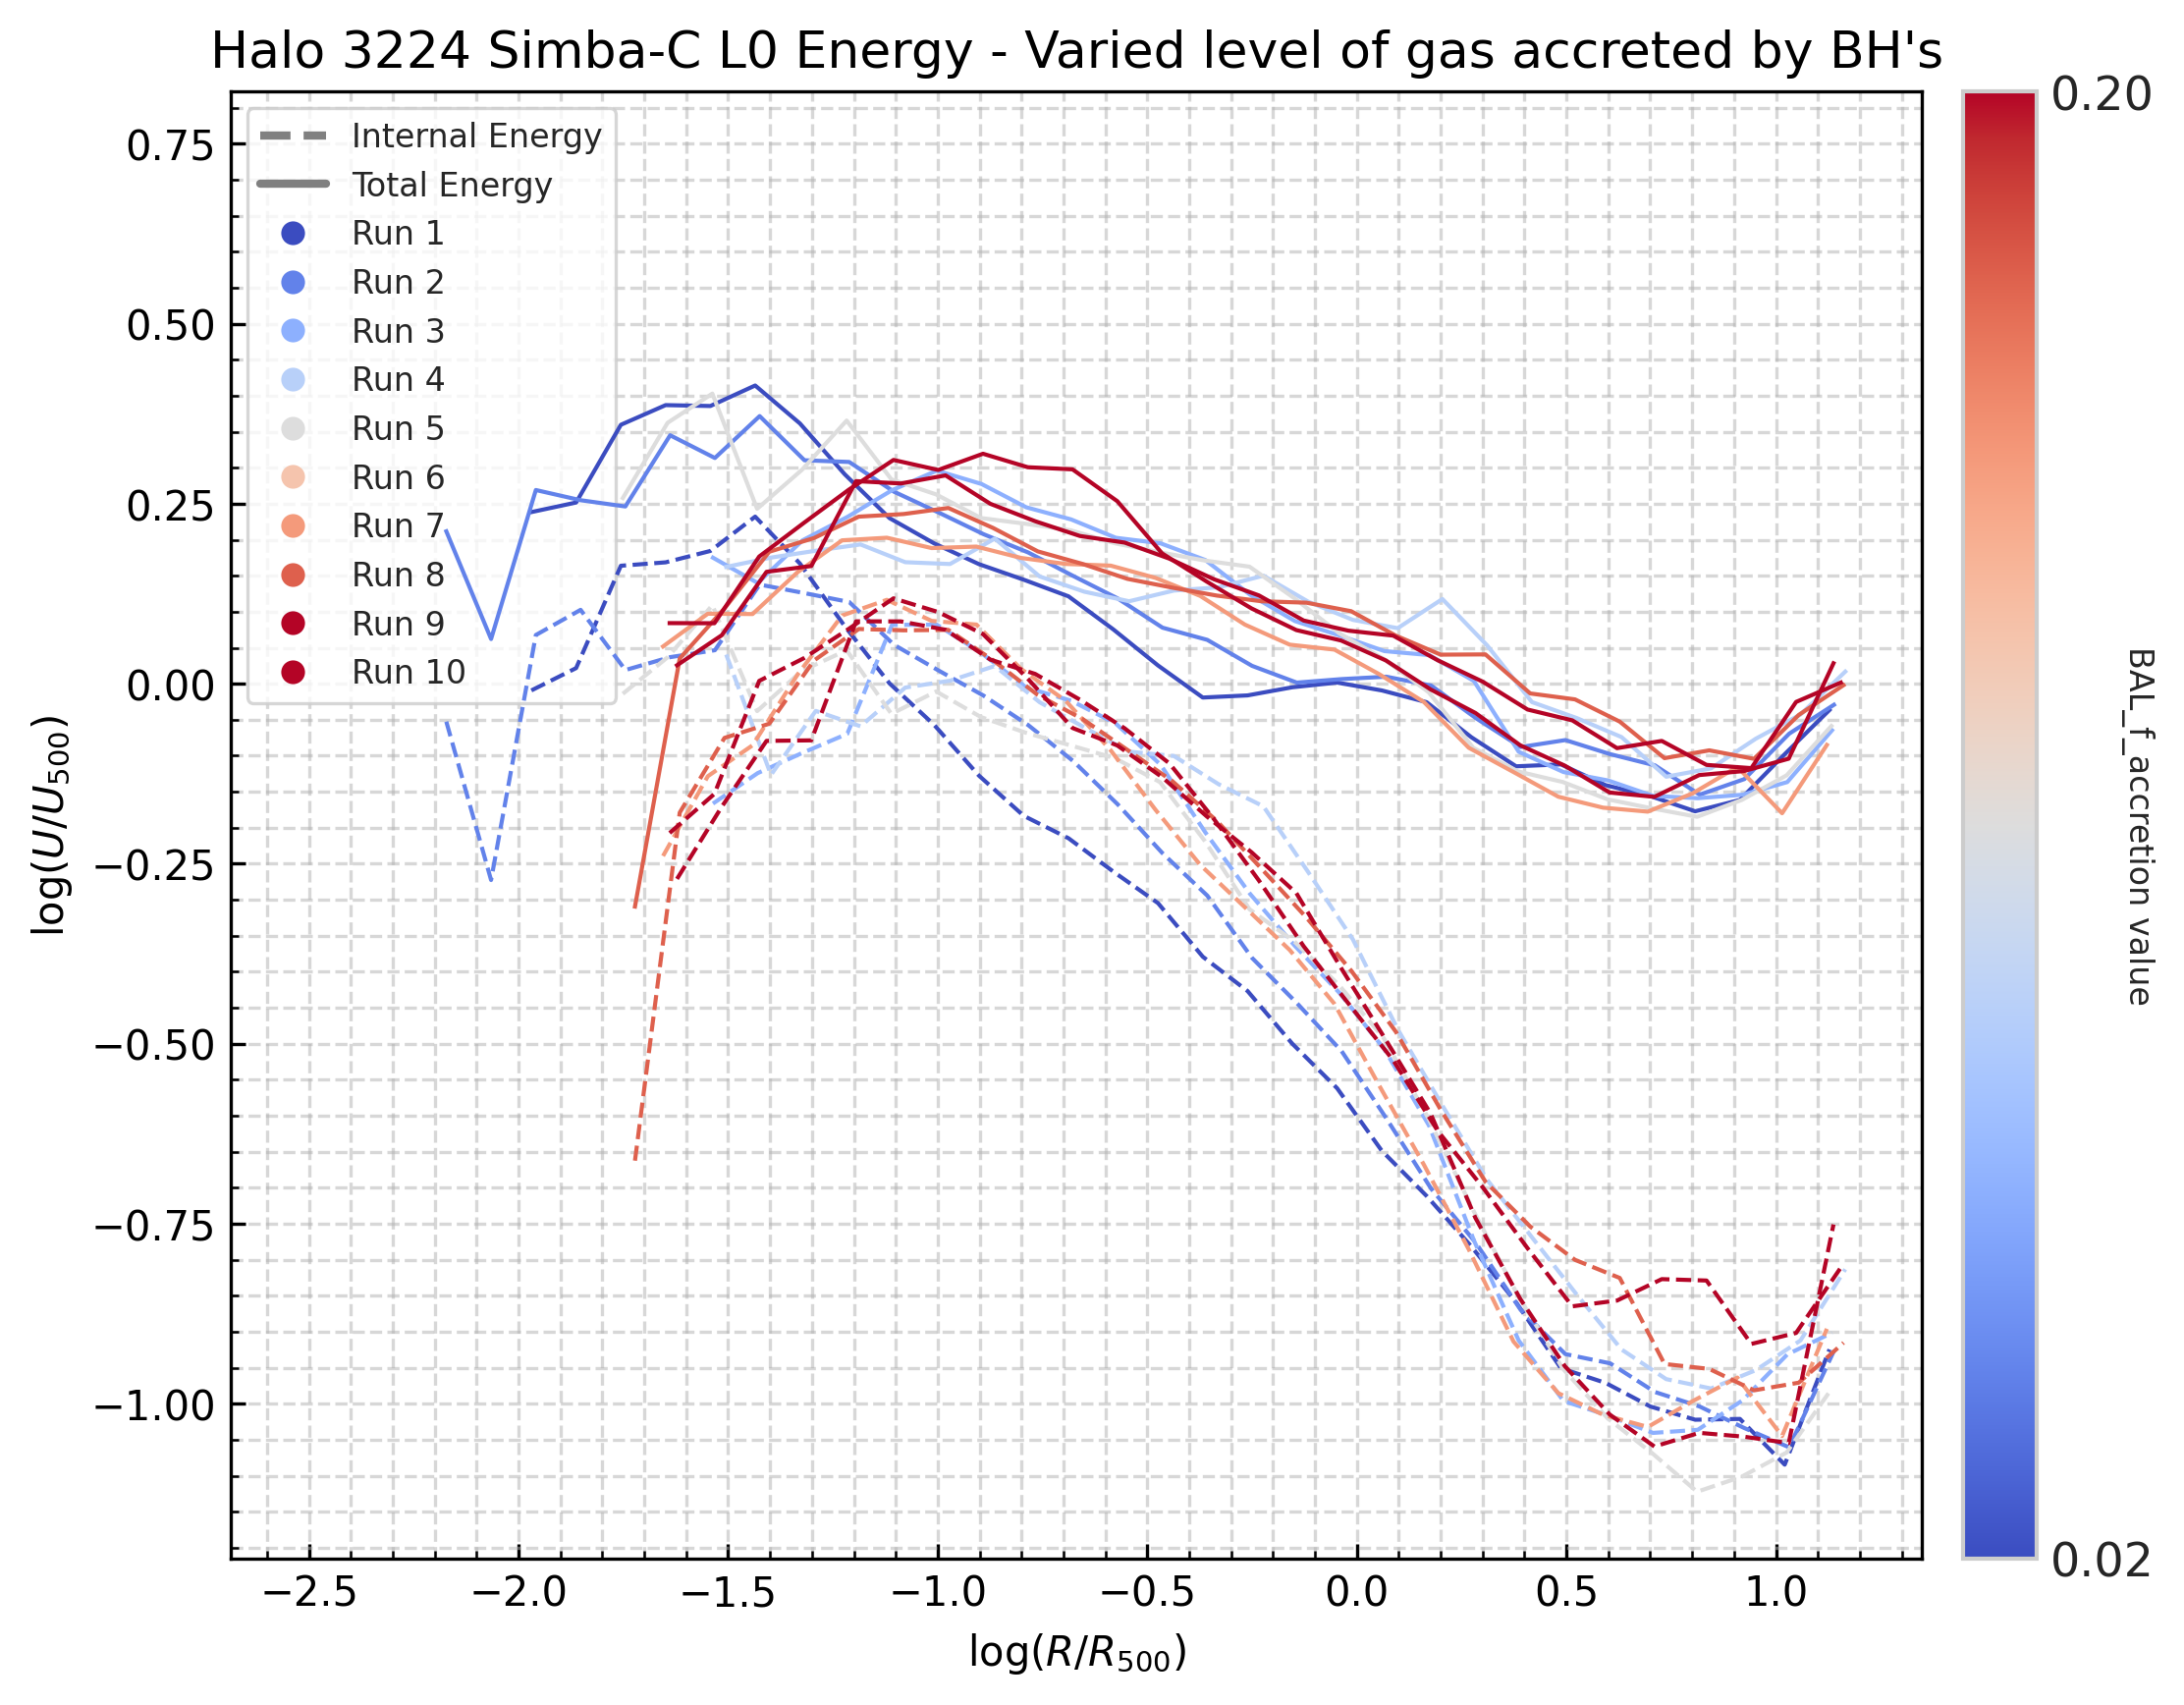 Halo 3224 Simba-C L0 Energy - Varied level of gas accreted by BH's
Internal Energy
Total Energy
Run 1
Run 2
Run 3
Run 4
Run 5
Run 6
Run 7
Run 8
Run 9
Run 10
0.75
0.50
0.25
0.00
−0.25
−0.50
−0.75
−1.00
log(U/U500)
−2.5 −2.0 −1.5 −1.0 −0.5 0.0 0.5 1.0
log(R/R500)
0.20
0.02
BAL_f_accretion value